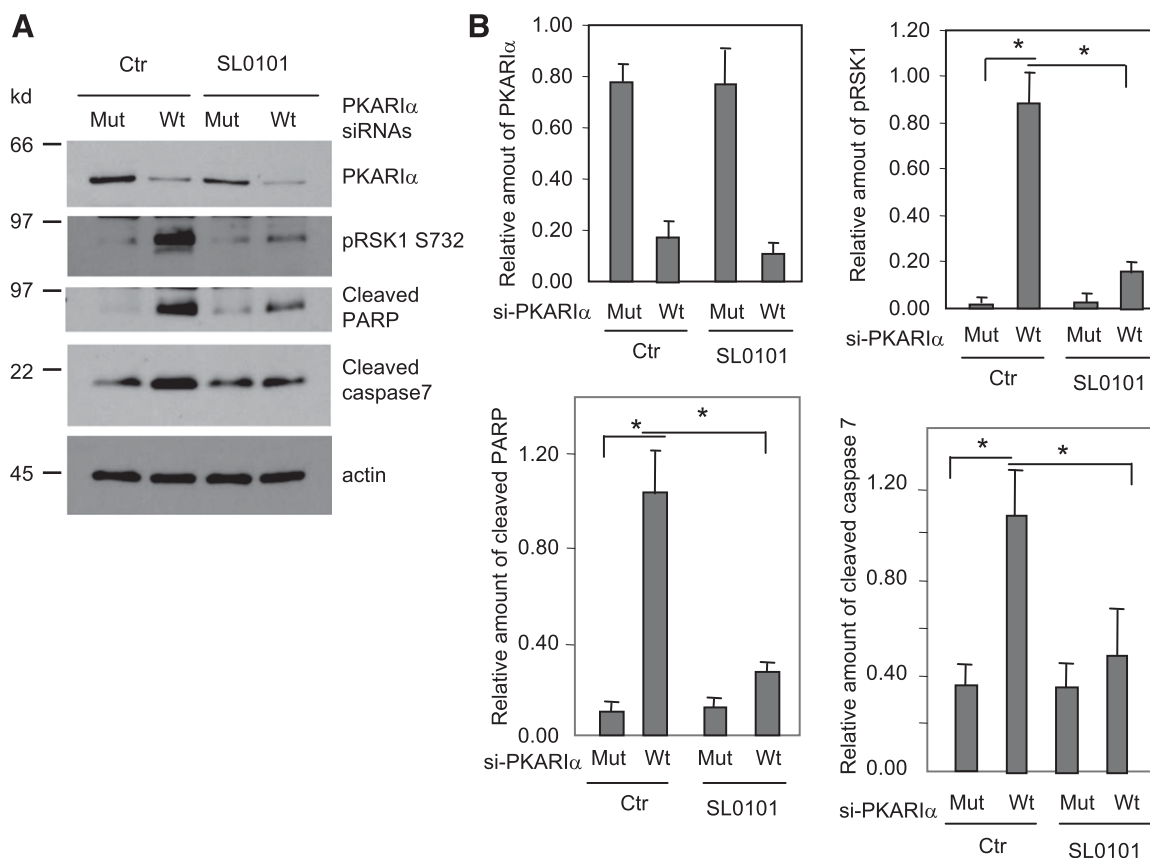 A
Ctr SL0101
kd
Mut Wt Mut Wt
PKARIα
siRNAs
66
PKARIα
97
pRSK1 S732
97
Cleaved
PARP
22
Cleaved
caspase7
45
actin
B
Relative amout of PKARIα
1.00
0.80
0.60
0.40
0.20
0.00
si-PKARIα Mut Wt Mut Wt
Ctr
SL0101
Relative amout of pRSK1
1.20
1.00
0.80
0.60
0.40
0.20
0.00
* *
si-PKARIα Mut Wt Mut Wt
Ctr
SL0101
Relative amount of cleaved PARP
1.20
0.80
0.40
0.00
* *
si-PKARIα Mut Wt Mut Wt
Ctr
SL0101
Relative amount of cleaved caspase 7
1.20
0.80
0.40
0.00
* *
si-PKARIα Mut Wt Mut Wt
Ctr
SL0101